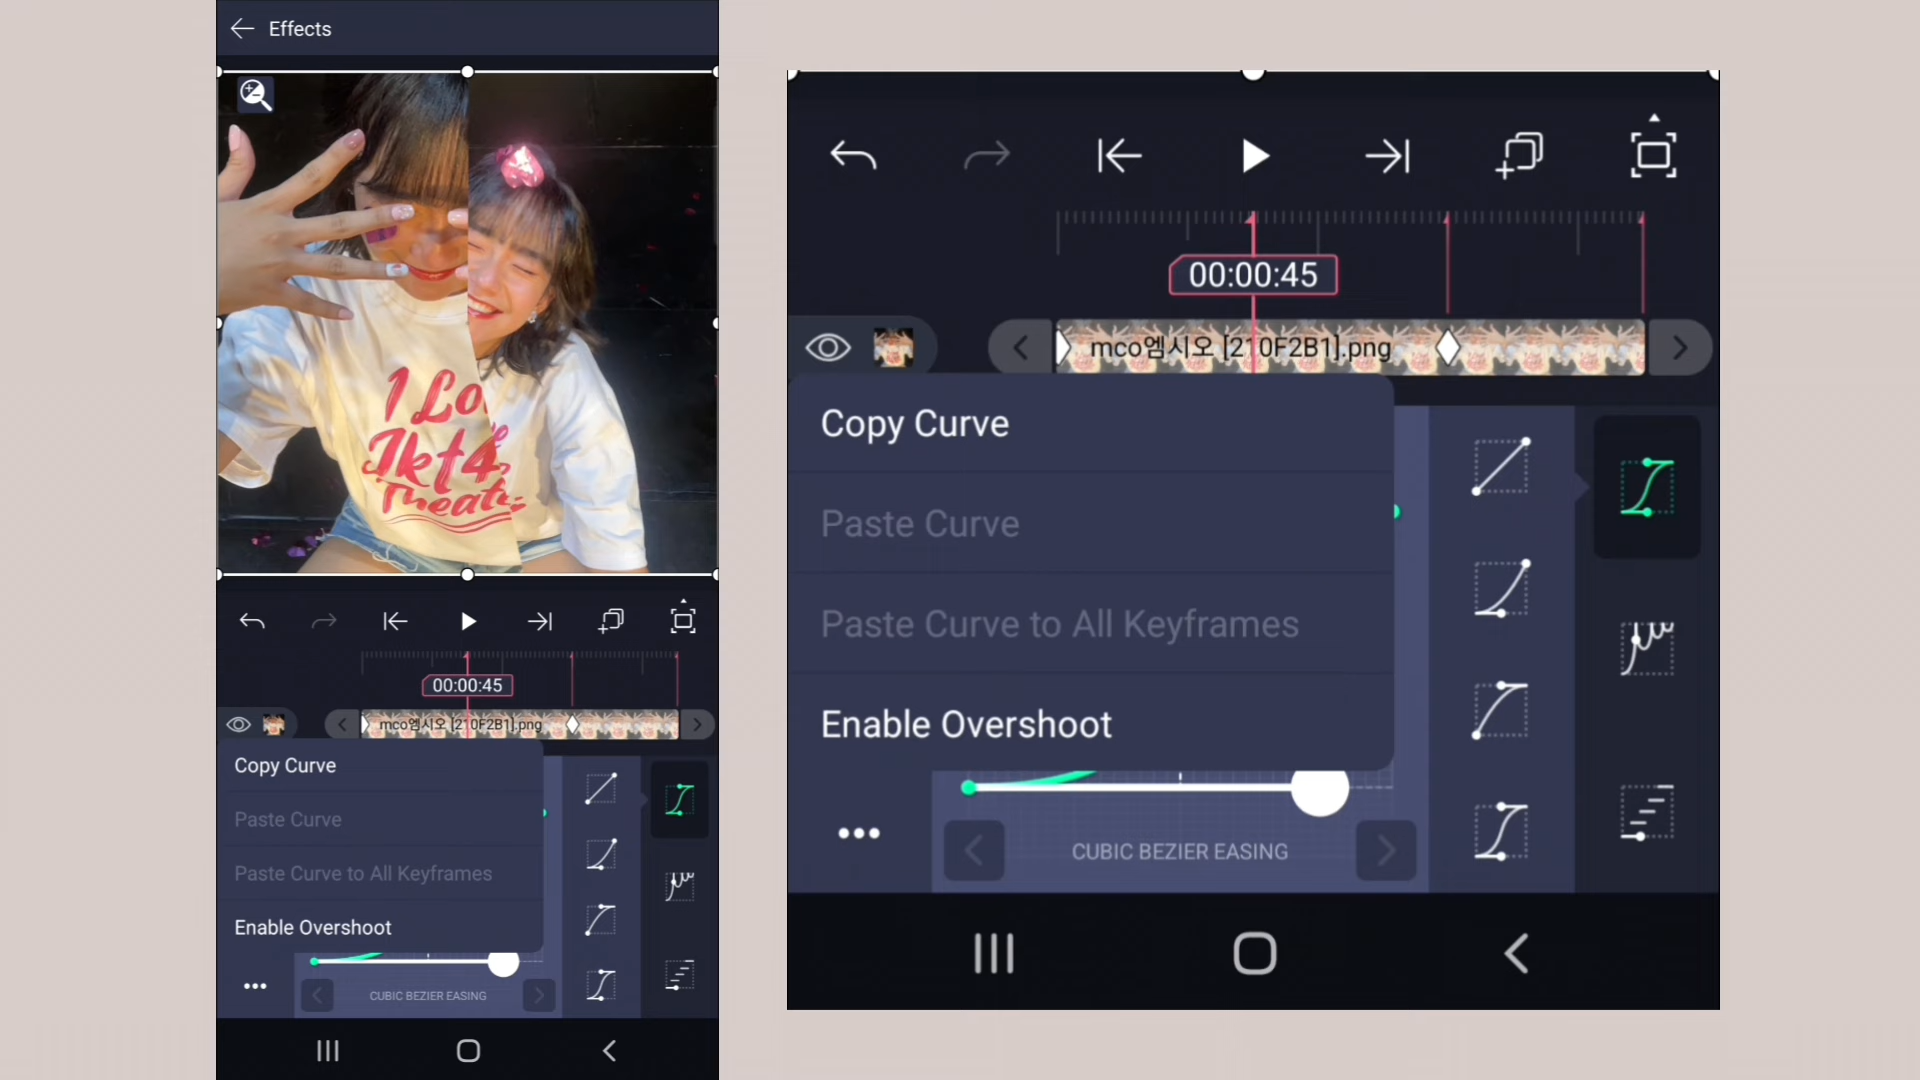 Effects
I Lo
Jkt4
Theat
00:00:45
mco엠시오 [210F2B1].png
Copy Curve
Paste Curve
Paste Curve to All Keyframes
Enable Overshoot
CUBIC BEZIER EASING
00:00:45
mco엠시오 [210F2B1].png
Copy Curve
Paste Curve
Paste Curve to All Keyframes
Enable Overshoot
CUBIC BEZIER EASING